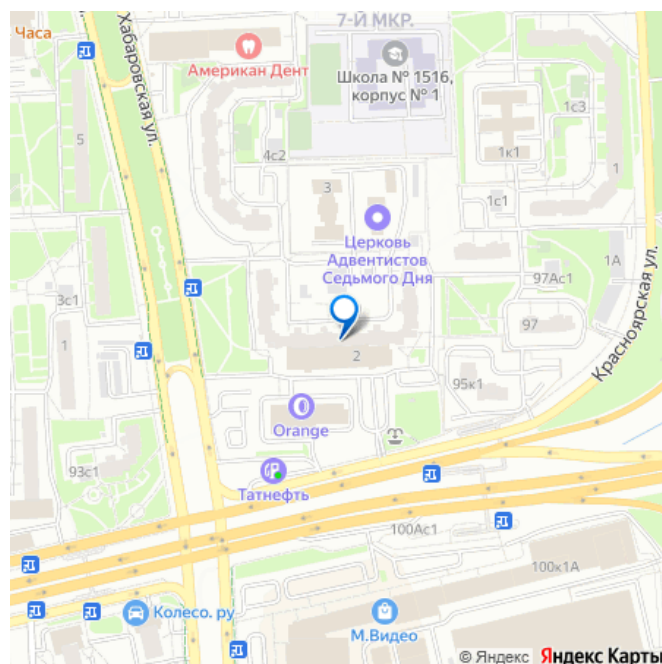 7-Й МКР.
Часа
Хабаровская ул.
Американ Дент
Школа № 1516,
корпус № 1
1с3
5
4с2
1к1
3
1
1с1
Церковь
Адвентистов
Седьмого Дня
1А
97Ас1
3с1
97
Красноярская ул.
1
2
95к1
Orange
93с1
Татнефть
100Ас1
100к1А
Колесо.ру
М.Видео
© Яндекс Яндекс Карты